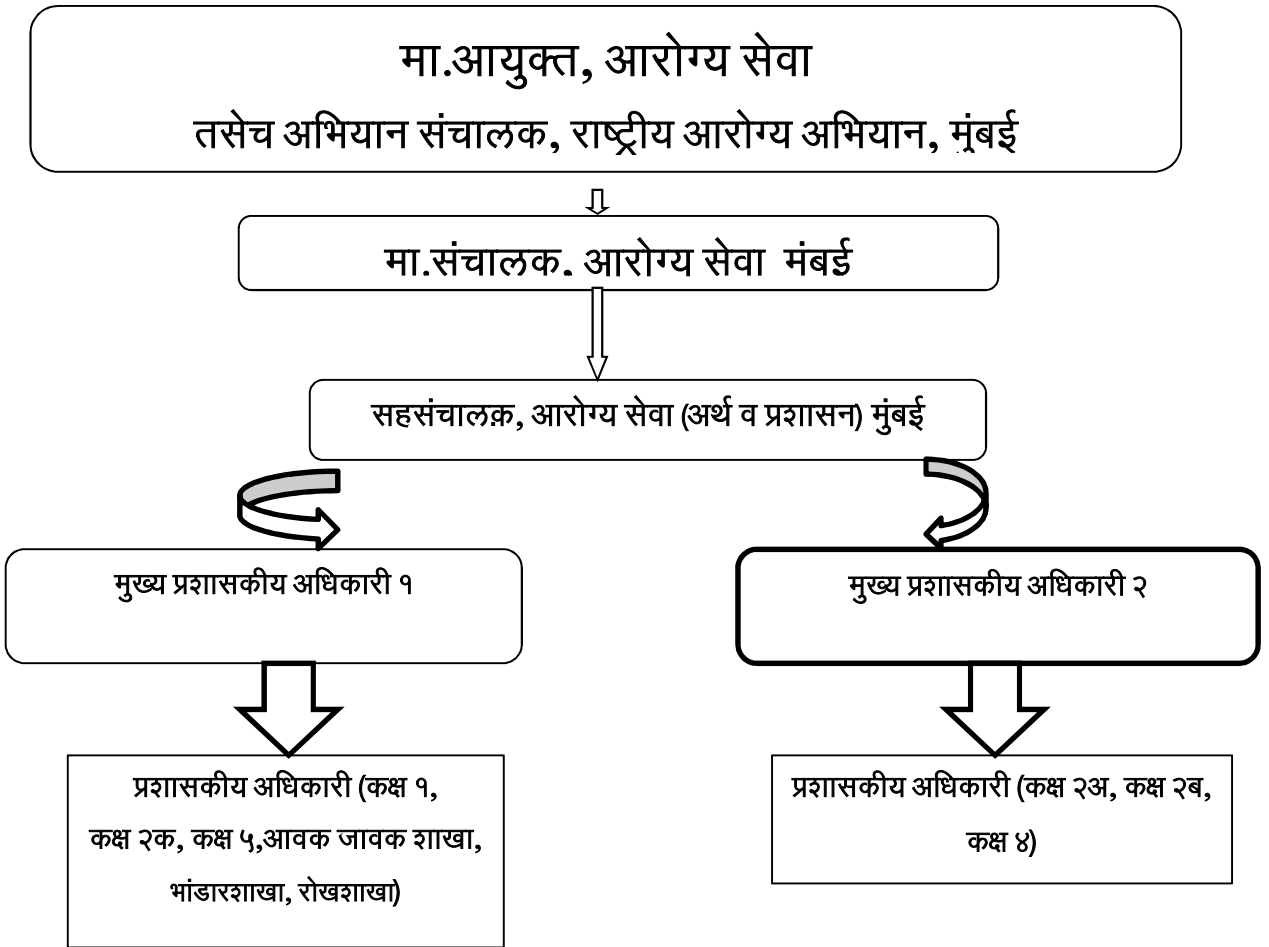 मा.आयुक्त, आरोग्य सेवा
तसेच अभियान संचालक, राष्ट्रीय आरोग्य अभियान, मुंबई
मा.संचालक, आरोग्य सेवा मुंबई
सहसंचालक, आरोग्य सेवा (अर्थ व प्रशासन) मुंबई
मुख्य प्रशासकीय अधिकारी १
मुख्य प्रशासकीय अधिकारी २
प्रशासकीय अधिकारी (कक्ष १,
कक्ष २क, कक्ष ५,आवक जावक शाखा,
भांडारशाखा, रोखशाखा)
प्रशासकीय अधिकारी (कक्ष २अ, कक्ष २ब,
कक्ष ४)